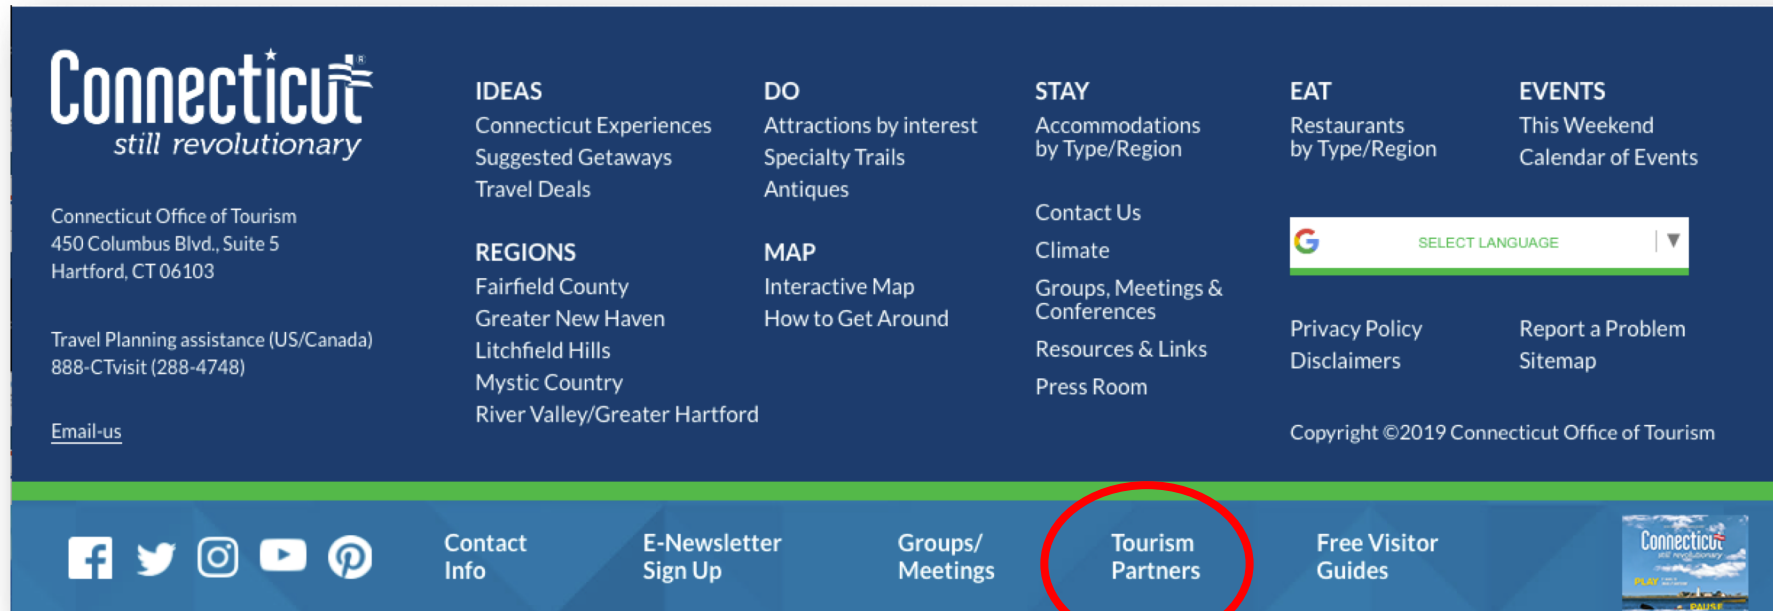 Connecticut®
still revolutionary
Connecticut Office of Tourism
450 Columbus Blvd., Suite 5
Hartford, CT 06103
Travel Planning assistance (US/Canada)
888-CTvisit (288-4748)
Email-us
IDEAS
Connecticut Experiences
Suggested Getaways
Travel Deals
REGIONS
Fairfield County
Greater New Haven
Litchfield Hills
Mystic Country
River Valley/Greater Hartford
DO
Attractions by interest
Specialty Trails
Antiques
MAP
Interactive Map
How to Get Around
STAY
Accommodations
by Type/Region
Contact Us
Climate
Groups, Meetings &
Conferences
Resources & Links
Press Room
EAT
Restaurants
by Type/Region
EVENTS
This Weekend
Calendar of Events
G SELECT LANGUAGE ▼
Privacy Policy
Disclaimers
Report a Problem
Sitemap
Copyright ©2019 Connecticut Office of Tourism
Contact
Info
E-Newsletter
Sign Up
Groups/
Meetings
Tourism
Partners
Free Visitor
Guides
Connecticut
still revolutionary
PLAY
PAUSE